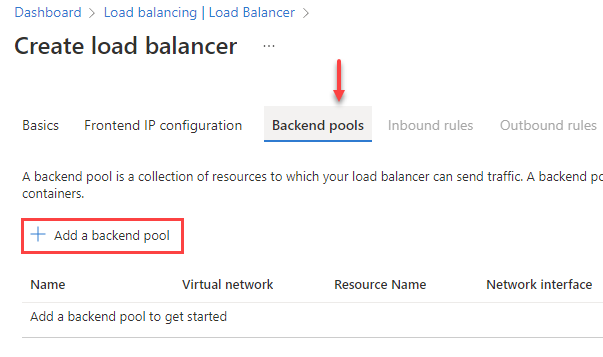 Dashboard > Load balancing | Load Balancer >
Create load balancer ...
Basics Frontend IP configuration Backend pools Inbound rules Outbound rules
A backend pool is a collection of resources to which your load balancer can send traffic. A backend po
containers.
+ Add a backend pool
Name Virtual network Resource Name Network interface
Add a backend pool to get started